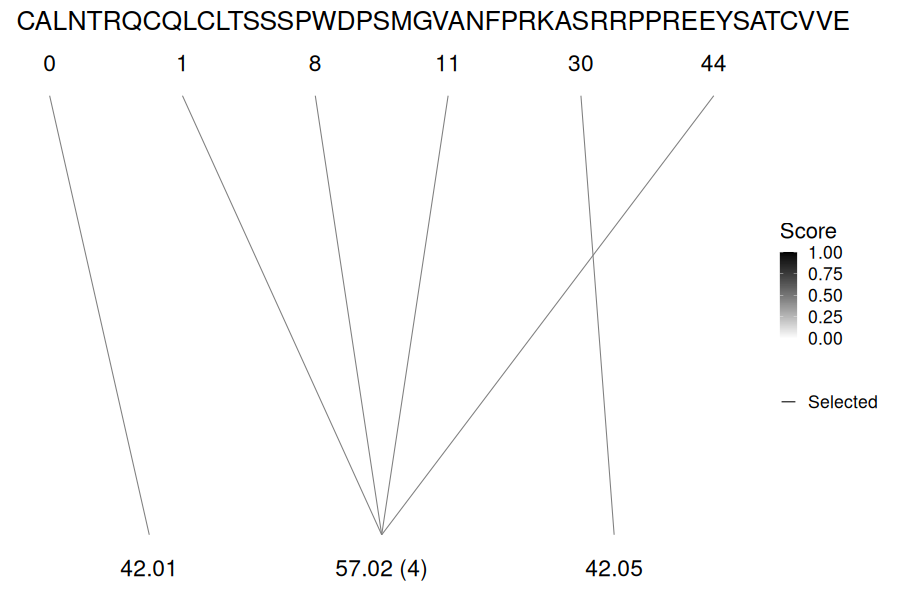 CALNTRQCQLCLTSSSPWDPSMGVANFPRKASRRPPREEYSATCVVE
0 1 8 11 30 44
Score
1.00
0.75
0.50
0.25
0.00
Selected
42.01 57.02 (4) 42.05